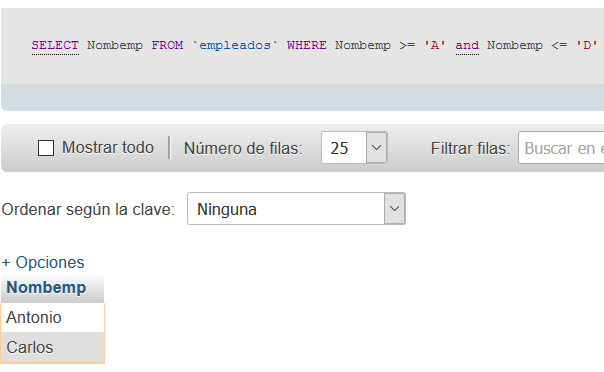 SELECT Nombemp FROM `empleados` WHERE Nombemp >= 'A' and Nombemp <= 'D'
Mostrar todo Número de filas: 25 Filtrar filas: Buscar en e
Ordenar según la clave: Ninguna
+ Opciones
Nombemp
Antonio
Carlos